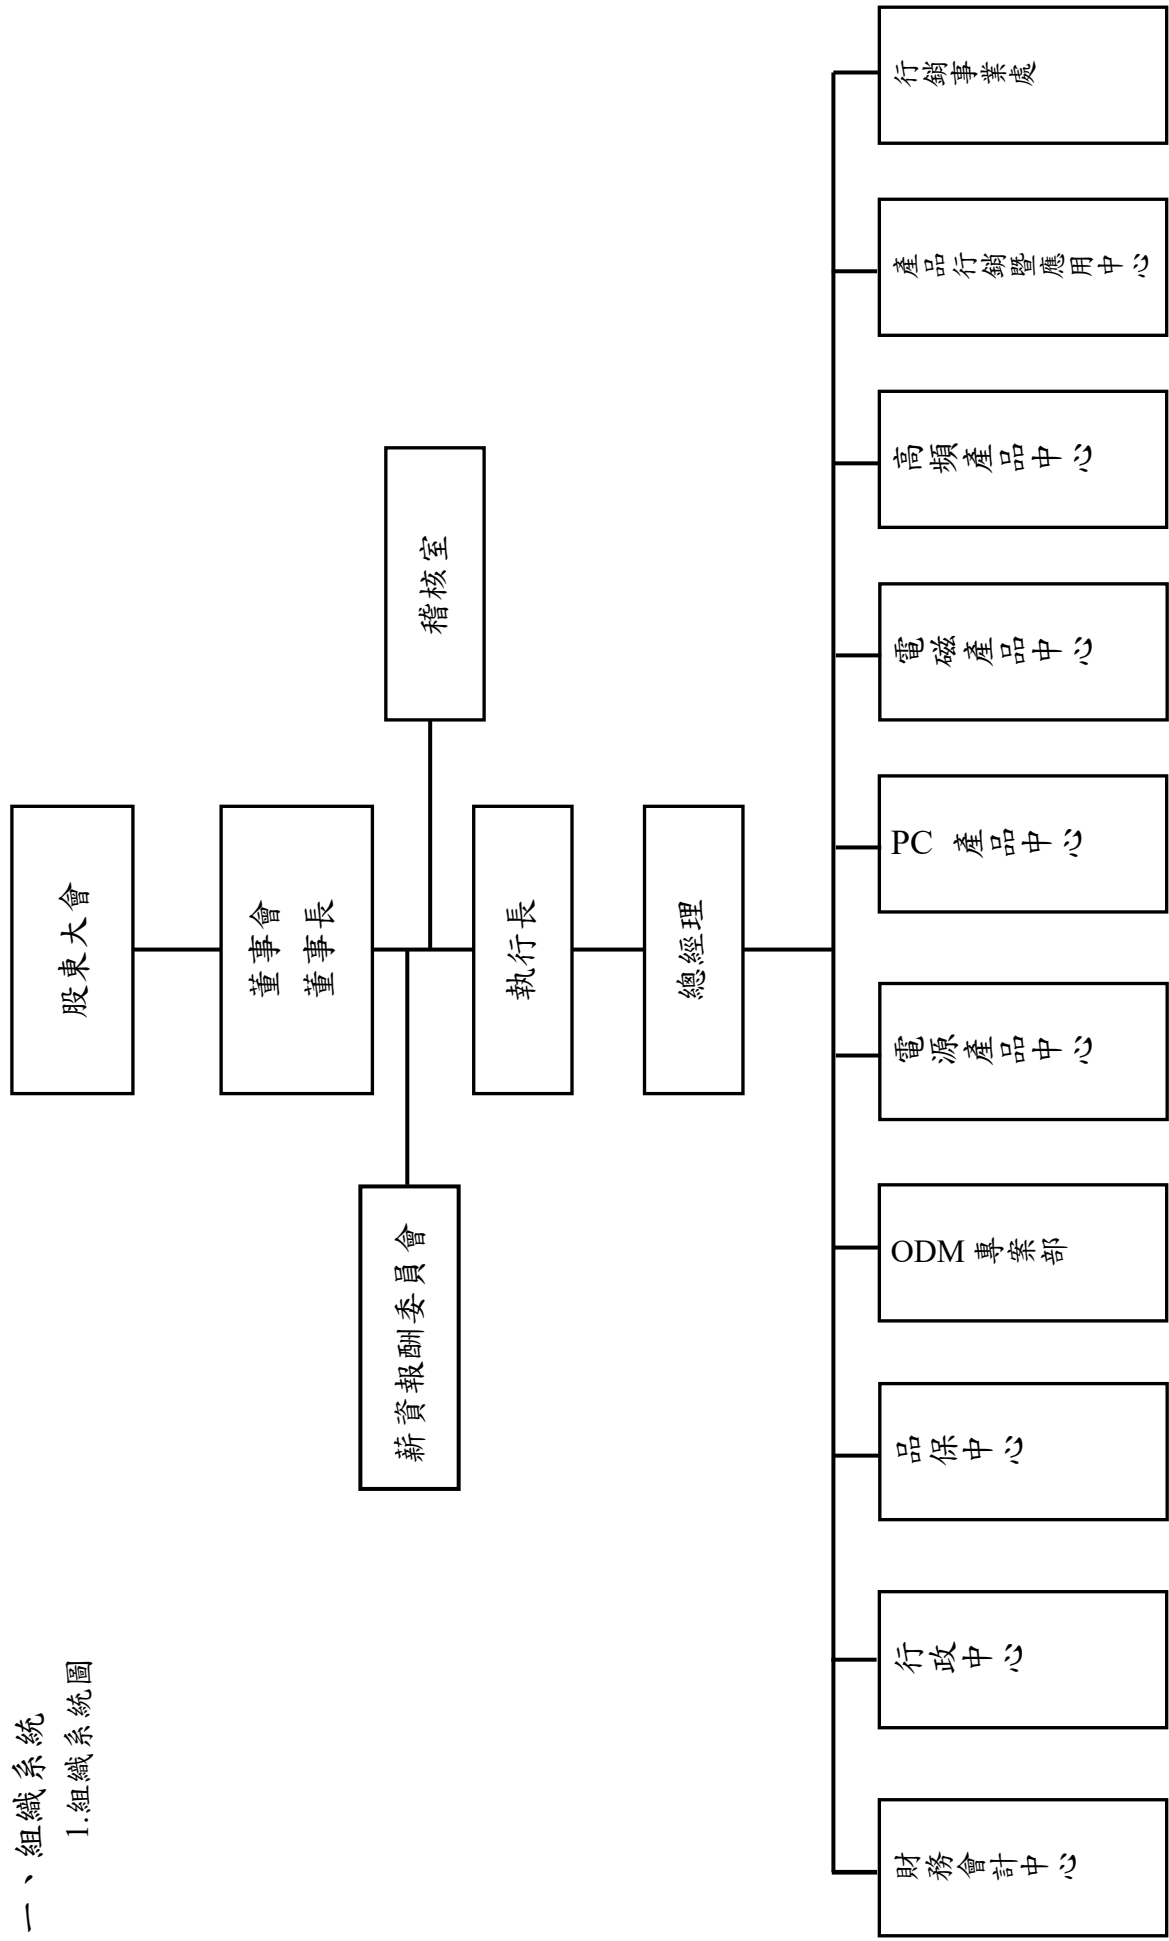 一、組織系統
1.組織系統圖
股東大會
董事會
董事長
薪資報酬委員會
稽核室
執行長
總經理
財務會計中心
行政中心
品保中心
ODM 專案部
電源產品中心
PC 產品中心
電磁產品中心
高頻產品中心
產品行銷暨應用中心
行銷事業處